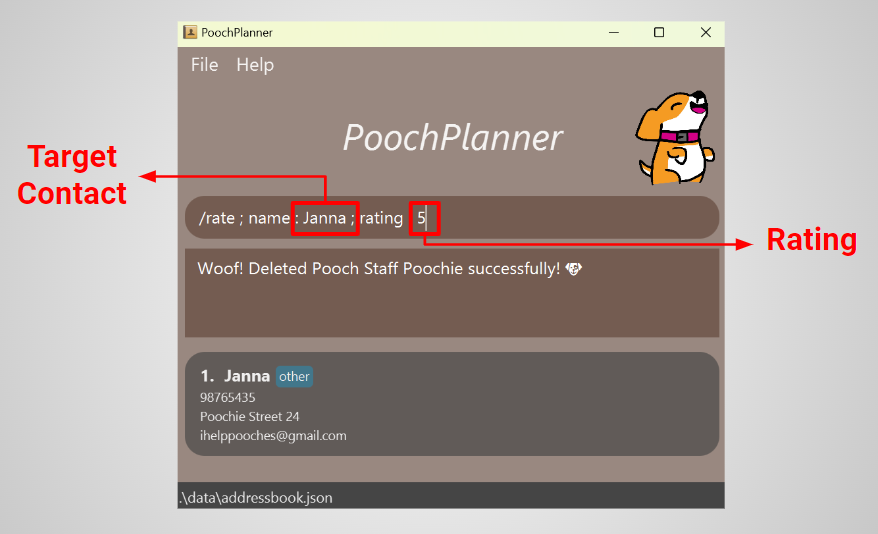 PoochPlanner
File Help
PoochPlanner
Target
Contact
/rate ; name : Janna ; rating : 5
Rating
Woof! Deleted Pooch Staff Poochie successfully!
1. Janna other
98765435
Poochie Street 24
ihelppooches@gmail.com
.\data\addressbook.json